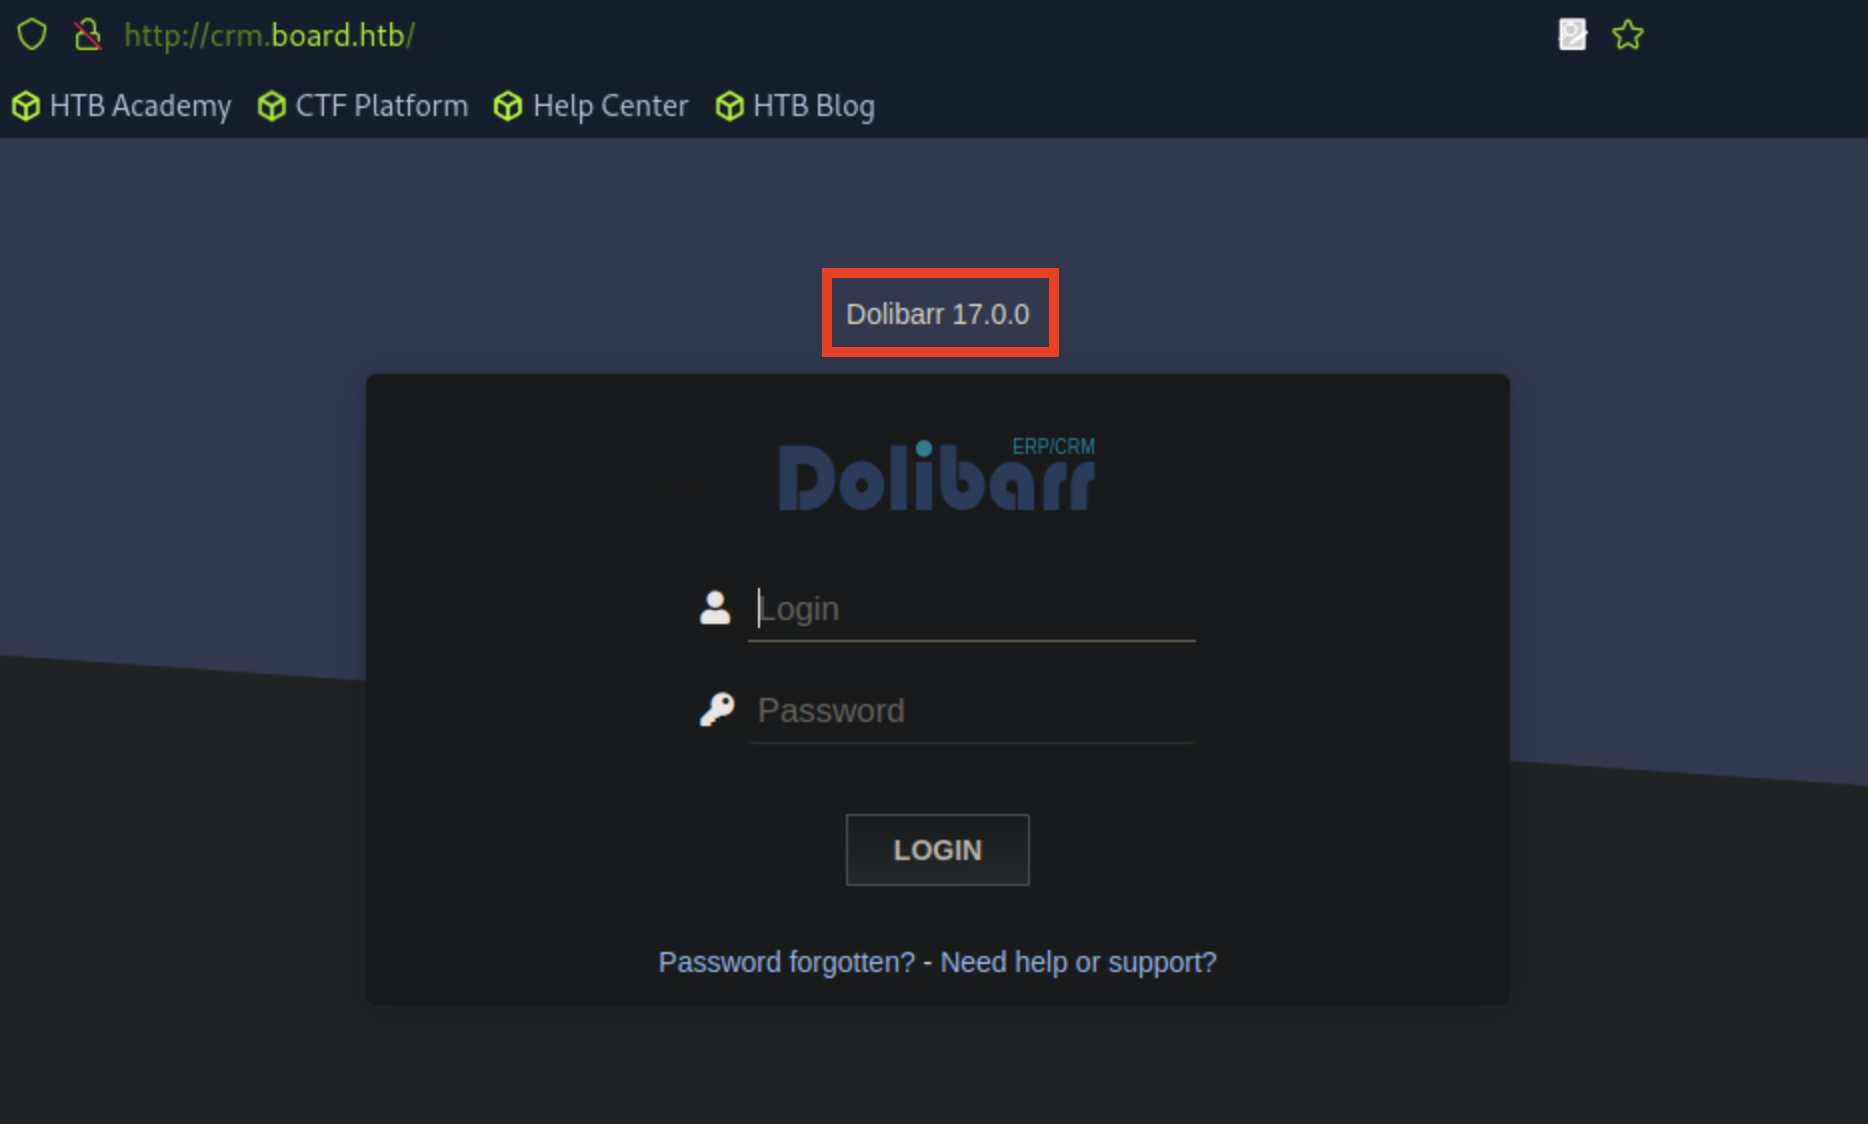 http://crm.board.htb/
HTB Academy CTF Platform Help Center HTB Blog
Dolibarr 17.0.0
ERP/CRM
Dolibarr
Login
Password
LOGIN
Password forgotten? - Need help or support?